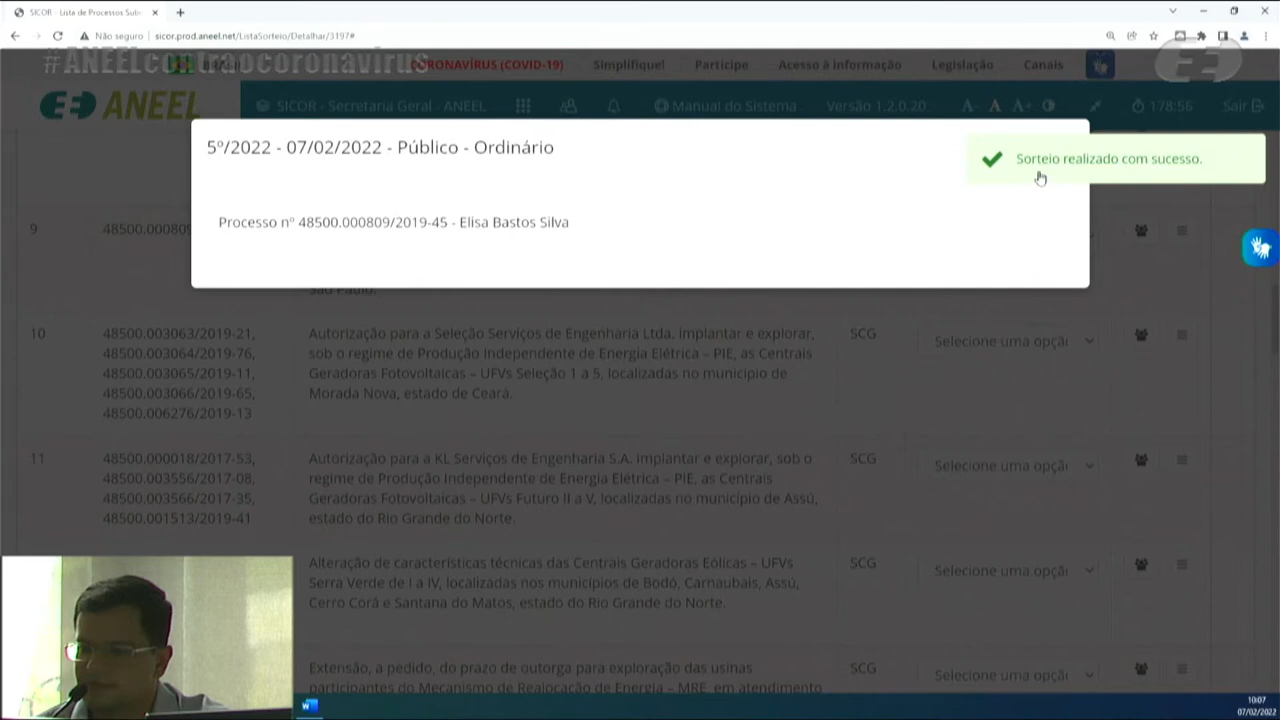 SICOR - Lista de Processos Sub
Não seguro | sicor.prod.aneel.net/ListaSorteio/Detalhar/3197#
#ANEELcontraocoronavírus
CORONAVÍRUS (COVID-19) Simplifique! Participe Acesso à informação Legislação Canais
ANEEL
SICOR - Secretaria Geral - ANEEL Manual do Sistema Versão 1.2.0.20 A- A A+ 178:56 Sair
5º/2022 - 07/02/2022 - Público - Ordinário
Sorteio realizado com sucesso.
Processo nº 48500.000809/2019-45 - Elisa Bastos Silva
9 48500.000809
São Paulo.
10 48500.003063/2019-21, Autorização para a Seleção Serviços de Engenharia Ltda. implantar e explorar, SCG Selecione uma opçã
48500.003064/2019-76, sob o regime de Produção Independente de Energia Elétrica – PIE, as Centrais
48500.003065/2019-11, Geradoras Fotovoltaicas – UFVs Seleção 1 a 5, localizadas no município de
48500.003066/2019-65, Morada Nova, estado de Ceará.
48500.006276/2019-13
11 48500.000018/2017-53, Autorização para a KL Serviços de Engenharia S.A. implantar e explorar, sob o SCG Selecione uma opçã
48500.003556/2017-08, regime de Produção Independente de Energia Elétrica – PIE, as Centrais
48500.003566/2017-35, Geradoras Fotovoltaicas – UFVs Futuro II a V, localizadas no município de Assú,
48500.001513/2019-41 estado do Rio Grande do Norte.
Alteração de características técnicas das Centrais Geradoras Eólicas – UFVs SCG Selecione uma opçã
Serra Verde de I a IV, localizadas nos municípios de Bodó, Carnaubais, Assú,
Cerro Corá e Santana do Matos, estado do Rio Grande do Norte.
Extensão, a pedido, do prazo de outorga para exploração das usinas SCG Selecione uma opçã
participantes do Mecanismo de Realocação de Energia – MRE, em atendimento
10:07
07/02/2022